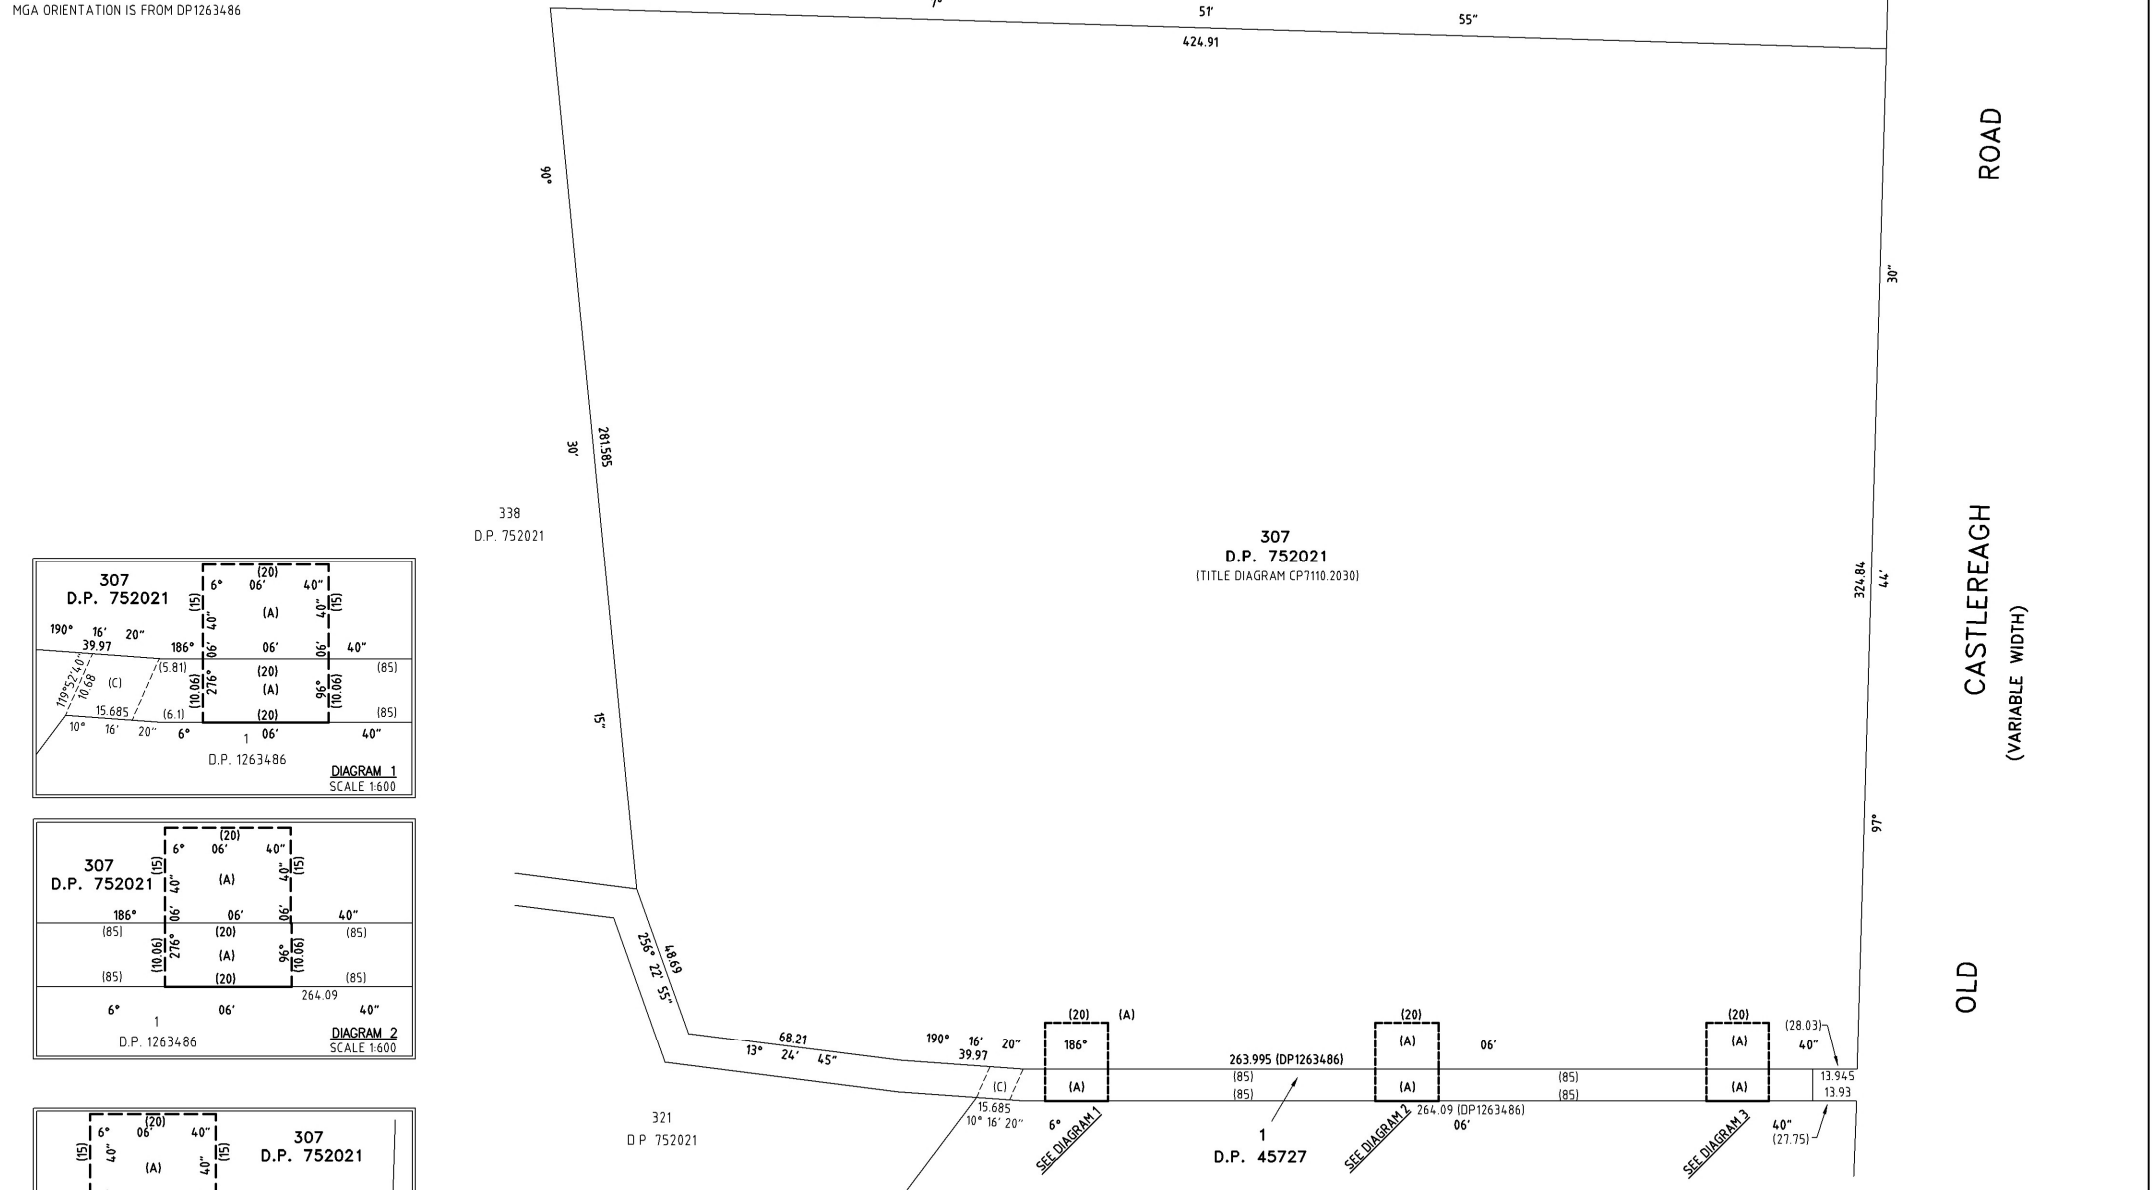 MGA ORIENTATION IS FROM DP1263486
7° 51' 55"
424.91
90° 30' 15"
281.585
338
D.P. 752021
307
D.P. 752021
(TITLE DIAGRAM CP7110.2030)
30"
44'
97°
324.84
ROAD
CASTLEREAGH
(VARIABLE WIDTH)
OLD
256° 22' 55"
48.69
68.21
13° 24' 45"
190° 16' 20"
39.97
(C)
15.685
10° 16' 20"
(20) (A)
186°
(A)
263.995 (DP1263486)
(85)
(85)
(20)
(A)
(A)
06'
(85)
(85)
(20)
(A)
(A)
(28.03)
40"
13.945
13.93
6°
SEE DIAGRAM 1
SEE DIAGRAM 2
264.09 (DP1263486)
06'
SEE DIAGRAM 3
40"
(27.75)
1
D.P. 45727
321
D P 752021
307
D.P. 752021
(20)
6° 06' 40"
(15)
40"
(A)
40"
(15)
190° 16' 20"
39.97
186° 06' 06' 06' 40"
119°52'40"
10.68
(C)
(5.81)
(20)
(85)
(10.06)
276°
(A)
96°
(10.06)
15.685
(6.1)
(20)
(85)
10° 16' 20"
6° 06' 40"
1
D.P. 1263486
DIAGRAM 1
SCALE 1:600
(20)
6° 06' 40"
307
D.P. 752021
(15)
40"
(A)
40"
(15)
186° 06' 06' 06' 40"
(85)
(20)
(85)
(10.06)
276°
(A)
96°
(10.06)
(85)
(20)
(85)
264.09
6° 06' 40"
1
D.P. 1263486
DIAGRAM 2
SCALE 1:600
(20)
6° 06' 40"
(15)
40"
(A)
40"
(15)
307
D.P. 752021